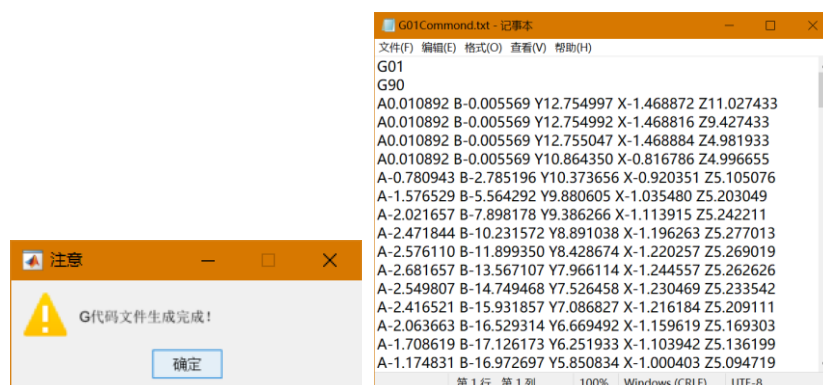 注意
G代码文件生成完成!
确定
G01Commond.txt - 记事本
文件(F) 编辑(E) 格式(O) 查看(V) 帮助(H)
G01
G90
A0.010892 B-0.005569 Y12.754997 X-1.468872 Z11.027433
A0.010892 B-0.005569 Y12.754992 X-1.468816 Z9.427433
A0.010892 B-0.005569 Y12.755047 X-1.468884 Z4.981933
A0.010892 B-0.005569 Y10.864350 X-0.816786 Z4.996655
A-0.780943 B-2.785196 Y10.373656 X-0.920351 Z5.105076
A-1.576529 B-5.564292 Y9.880605 X-1.035480 Z5.203049
A-2.021657 B-7.898178 Y9.386266 X-1.113915 Z5.242211
A-2.471844 B-10.231572 Y8.891038 X-1.196263 Z5.277013
A-2.576110 B-11.899350 Y8.428674 X-1.220257 Z5.269019
A-2.681657 B-13.567107 Y7.966114 X-1.244557 Z5.262626
A-2.549807 B-14.749468 Y7.526458 X-1.230469 Z5.233542
A-2.416521 B-15.931857 Y7.086827 X-1.216184 Z5.209111
A-2.063663 B-16.529314 Y6.669492 X-1.159619 Z5.169303
A-1.708619 B-17.126173 Y6.251933 X-1.103942 Z5.136199
A-1.174831 B-16.972697 Y5.850834 X-1.000403 Z5.094719
第 1 行, 第 1 列 100% Windows (CRLF) UTF-8